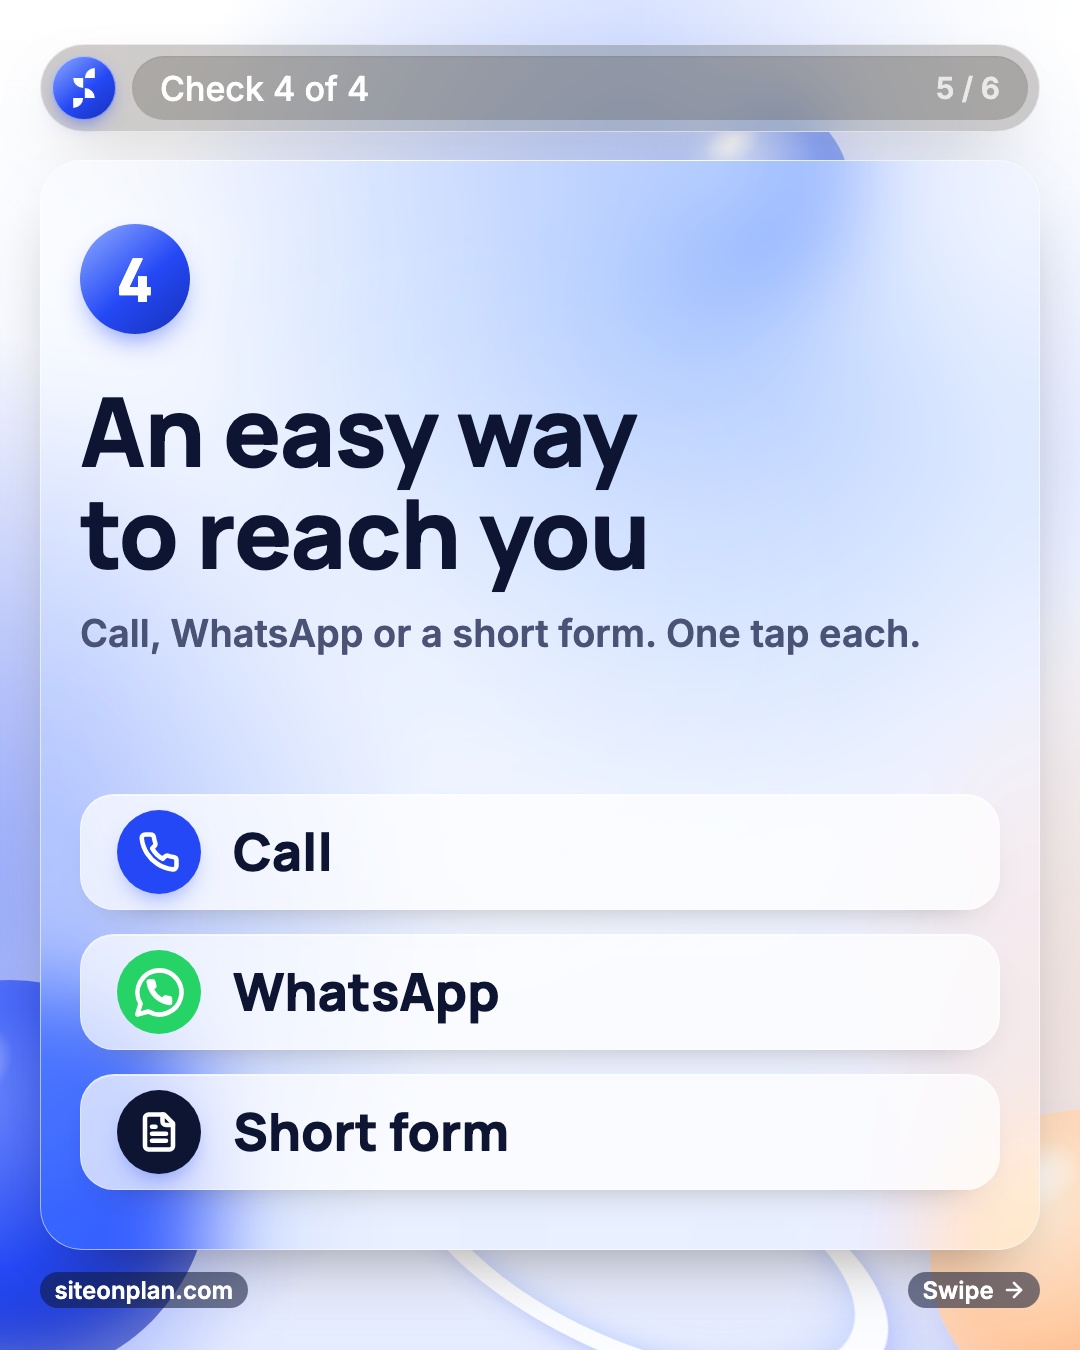 Check 4 of 4
5 / 6
4
An easy way
to reach you
Call, WhatsApp or a short form. One tap each.
Call
WhatsApp
Short form
siteonplan.com
Swipe →